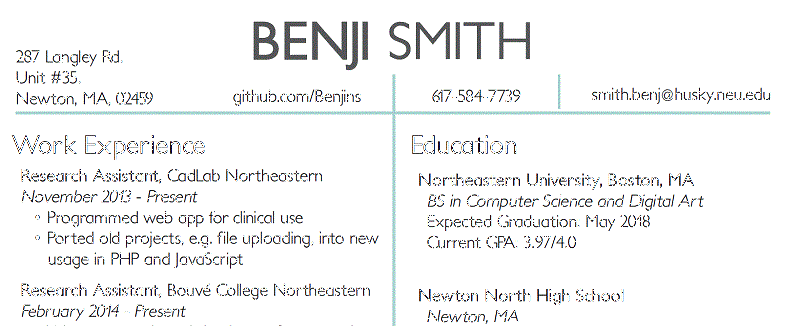 BENJI SMITH
287 Langley Rd.
Unit #35,
Newton, MA, 02459
github.com/Benjins
617-584-7739
smith.benj@husky.neu.edu
Work Experience
Research Assistant, CadLab Northeastern
November 2013 - Present
◦ Programmed web app for clinical use
◦ Ported old projects, e.g. file uploading, into new
usage in PHP and JavaScript
Research Assistant, Bouvé College Northeastern
February 2014 - Present
Education
Northeastern University, Boston, MA
BS in Computer Science and Digital Art
Expected Graduation: May 2018
Current GPA: 3.97/4.0
Newton North High School
Newton, MA